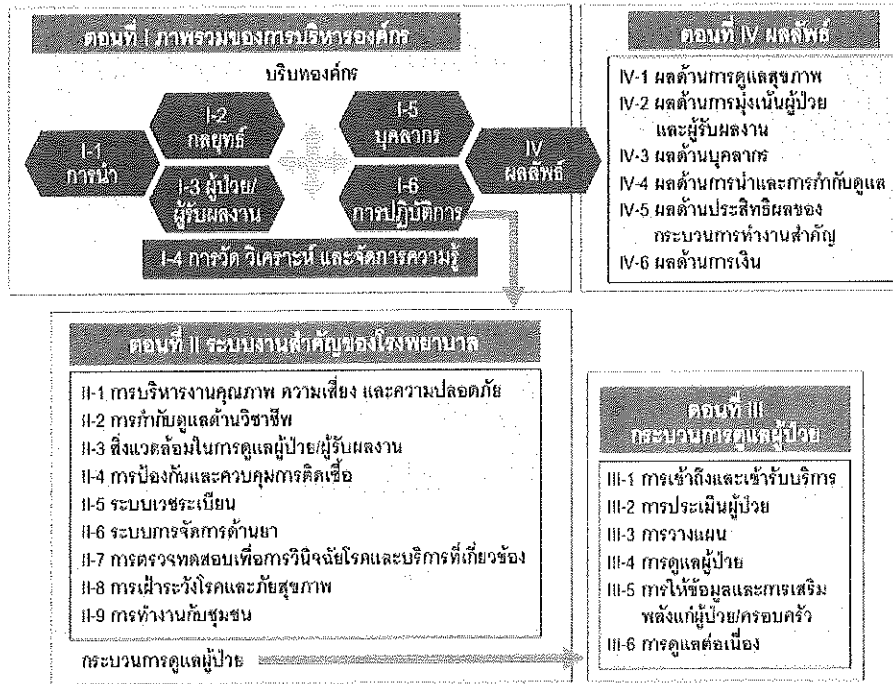 ตอนที่ I ภาพรวมของการบริหารองค์กร
บริบทองค์กร
I-1
การนำ
I-2
กลยุทธ์
I-3 ผู้ป่วย/
ผู้รับผลงาน
I-5
บุคลากร
I-6
การปฏิบัติการ
IV
ผลลัพธ์
I-4 การวัด วิเคราะห์ และจัดการความรู้
ตอนที่ IV ผลลัพธ์
IV-1 ผลด้านการดูแลสุขภาพ
IV-2 ผลด้านการมุ่งเน้นผู้ป่วย
และผู้รับผลงาน
IV-3 ผลด้านบุคลากร
IV-4 ผลด้านการนำและการกำกับดูแล
IV-5 ผลด้านประสิทธิผลของ
กระบวนการทำงานสำคัญ
IV-6 ผลด้านการเงิน
ตอนที่ II ระบบงานสำคัญของโรงพยาบาล
II-1 การบริหารงานคุณภาพ ความเสี่ยง และความปลอดภัย
II-2 การกำกับดูแลด้านวิชาชีพ
II-3 สิ่งแวดล้อมในการดูแลผู้ป่วย/ผู้รับผลงาน
II-4 การป้องกันและควบคุมการติดเชื้อ
II-5 ระบบเวชระเบียน
II-6 ระบบการจัดการด้านยา
II-7 การตรวจทดสอบเพื่อการวินิจฉัยโรคและบริการที่เกี่ยวข้อง
II-8 การเฝ้าระวังโรคและภัยสุขภาพ
II-9 การทำงานกับชุมชน
กระบวนการดูแลผู้ป่วย
ตอนที่ III
กระบวนการดูแลผู้ป่วย
III-1 การเข้าถึงและเข้ารับบริการ
III-2 การประเมินผู้ป่วย
III-3 การวางแผน
III-4 การดูแลผู้ป่วย
III-5 การให้ข้อมูลและการเสริม
พลังแก่ผู้ป่วย/ครอบครัว
III-6 การดูแลต่อเนื่อง